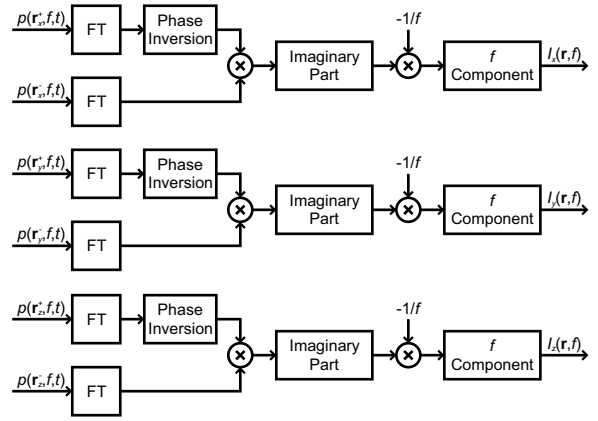 p(r⁺ₓ,f,t)
FT
Phase
Inversion
-1/f
Imaginary
Part
f
Component
Iₓ(r,f)
p(r⁻ₓ,f,t)
FT
p(r⁺ᵧ,f,t)
FT
Phase
Inversion
-1/f
Imaginary
Part
f
Component
Iᵧ(r,f)
p(r⁻ᵧ,f,t)
FT
p(r⁺_z,f,t)
FT
Phase
Inversion
-1/f
Imaginary
Part
f
Component
I_z(r,f)
p(r⁻_z,f,t)
FT